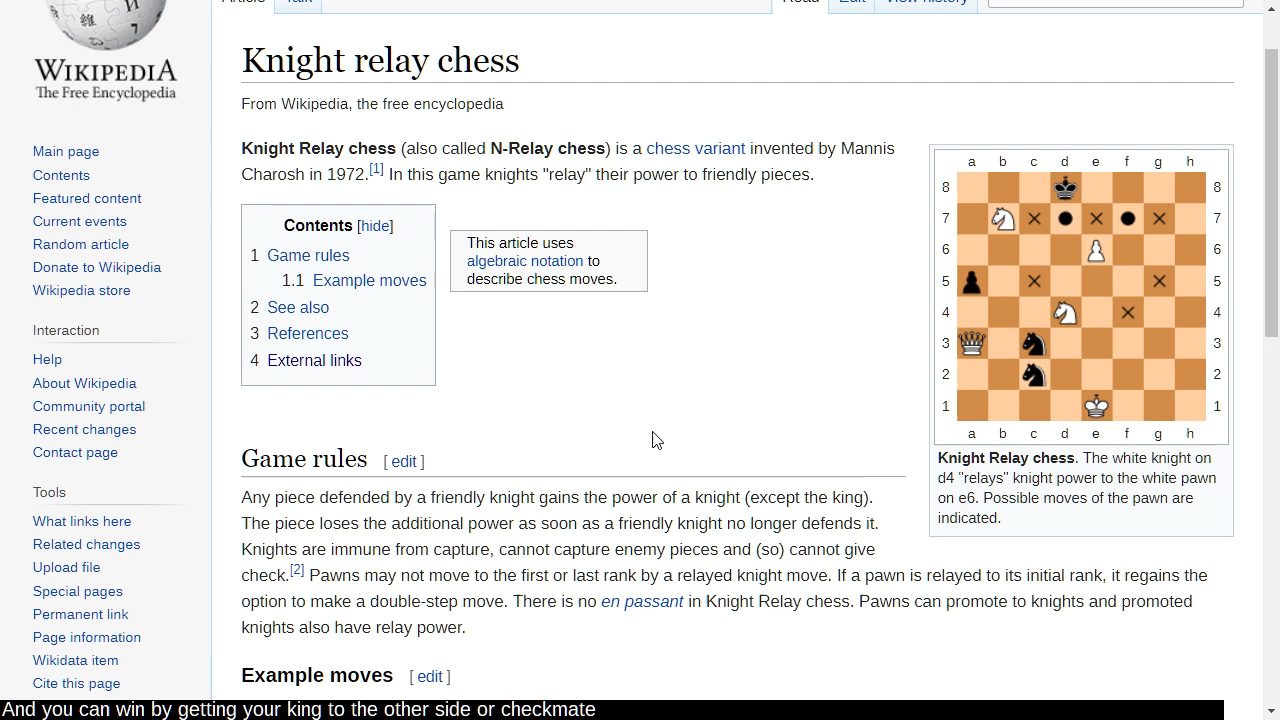 Article Talk Read Edit View history
WIKIPEDIA
The Free Encyclopedia
Main page
Contents
Featured content
Current events
Random article
Donate to Wikipedia
Wikipedia store
Interaction
Help
About Wikipedia
Community portal
Recent changes
Contact page
Tools
What links here
Related changes
Upload file
Special pages
Permanent link
Page information
Wikidata item
Cite this page
Knight relay chess
From Wikipedia, the free encyclopedia
Knight Relay chess (also called N-Relay chess) is a chess variant invented by Mannis
Charosh in 1972.[1] In this game knights "relay" their power to friendly pieces.
Contents [hide]
1 Game rules
1.1 Example moves
2 See also
3 References
4 External links
This article uses
algebraic notation to
describe chess moves.
a b c d e f g h
8 8
7 7
6 6
5 5
4 4
3 3
2 2
1 1
a b c d e f g h
Knight Relay chess. The white knight on
d4 "relays" knight power to the white pawn
on e6. Possible moves of the pawn are
indicated.
Game rules [ edit ]
Any piece defended by a friendly knight gains the power of a knight (except the king).
The piece loses the additional power as soon as a friendly knight no longer defends it.
Knights are immune from capture, cannot capture enemy pieces and (so) cannot give
check.[2] Pawns may not move to the first or last rank by a relayed knight move. If a pawn is relayed to its initial rank, it regains the
option to make a double-step move. There is no en passant in Knight Relay chess. Pawns can promote to knights and promoted
knights also have relay power.
Example moves [ edit ]
And you can win by getting your king to the other side or checkmate